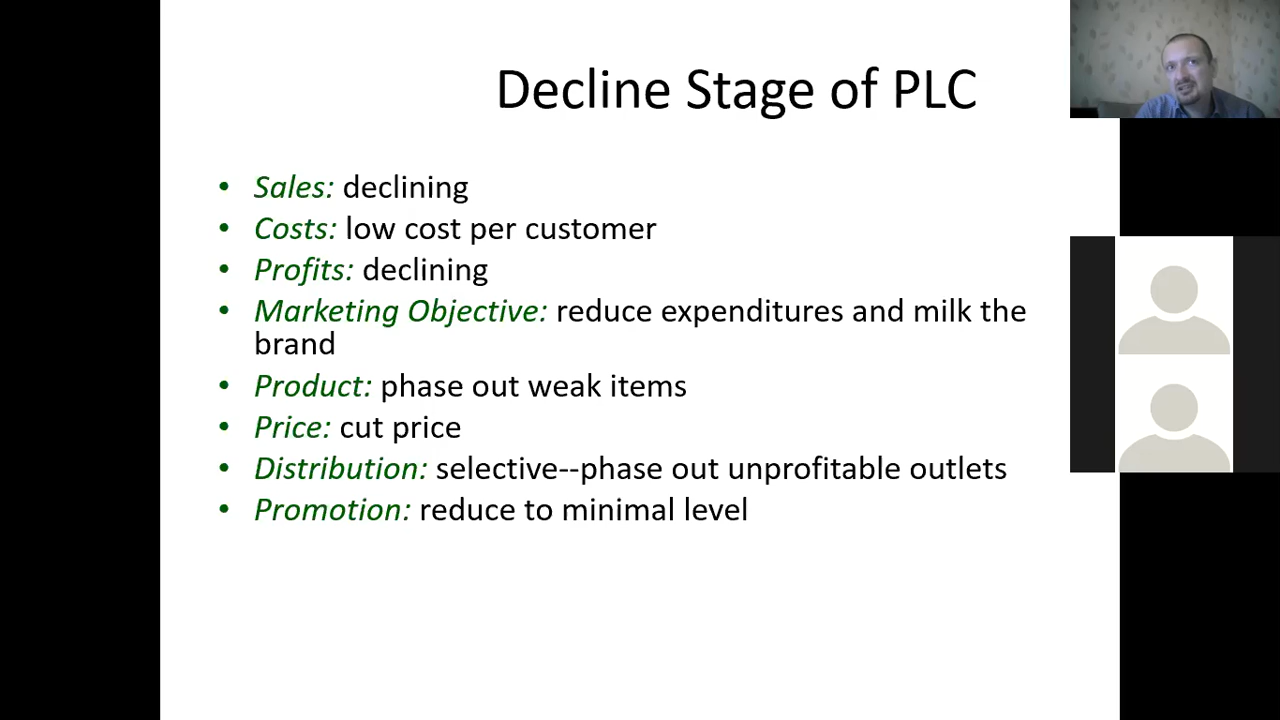 Decline Stage of PLC
• Sales: declining
• Costs: low cost per customer
• Profits: declining
• Marketing Objective: reduce expenditures and milk the
brand
• Product: phase out weak items
• Price: cut price
• Distribution: selective--phase out unprofitable outlets
• Promotion: reduce to minimal level